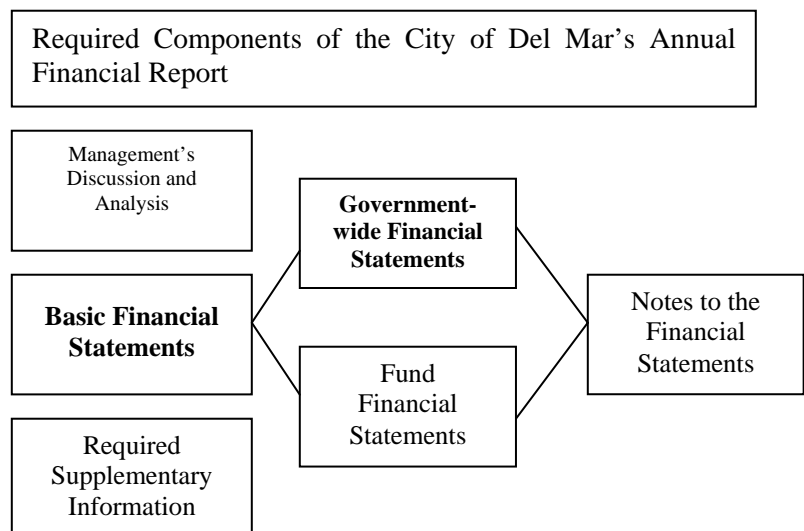 Required Components of the City of Del Mar’s Annual
Financial Report
Management’s
Discussion and
Analysis
Government-
wide Financial
Statements
Basic Financial
Statements
Notes to the
Financial
Statements
Fund
Financial
Statements
Required
Supplementary
Information